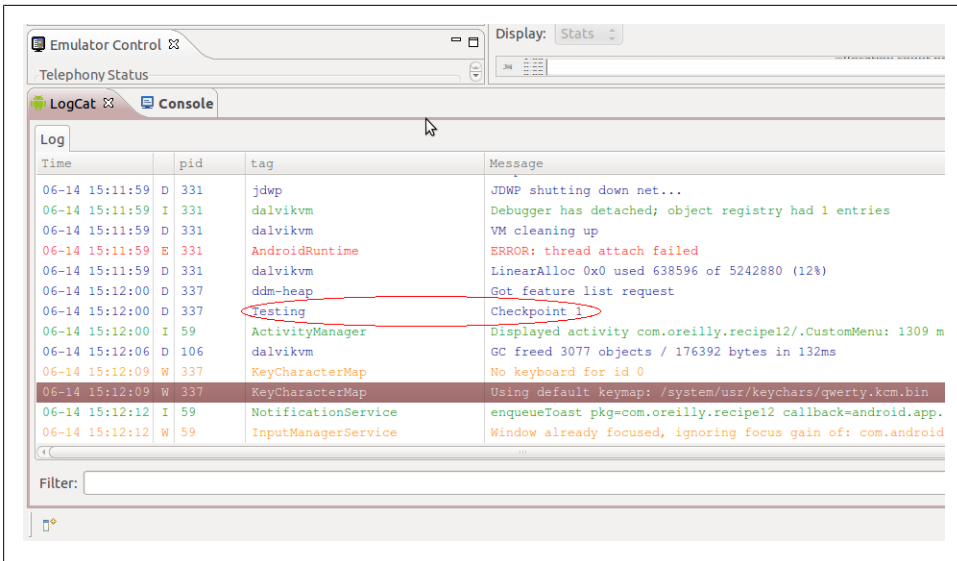 Emulator Control
Display: Stats
Telephony Status
LogCat Console
Log
Time pid tag Message
06-14 15:11:59 D 331 jdwp JDWP shutting down net...
06-14 15:11:59 I 331 dalvikvm Debugger has detached; object registry had 1 entries
06-14 15:11:59 D 331 dalvikvm VM cleaning up
06-14 15:11:59 E 331 AndroidRuntime ERROR: thread attach failed
06-14 15:11:59 D 331 dalvikvm LinearAlloc 0x0 used 638596 of 5242880 (12%)
06-14 15:12:00 D 337 ddm-heap Got feature list request
06-14 15:12:00 D 337 Testing Checkpoint 1
06-14 15:12:00 I 59 ActivityManager Displayed activity com.oreilly.recipe12/.CustomMenu: 1309 m
06-14 15:12:06 D 106 dalvikvm GC freed 3077 objects / 176392 bytes in 132ms
06-14 15:12:09 W 337 KeyCharacterMap No keyboard for id 0
06-14 15:12:09 W 337 KeyCharacterMap Using default keymap: /system/usr/keychars/qwerty.kcm.bin
06-14 15:12:12 I 59 NotificationService enqueueToast pkg=com.oreilly.recipe12 callback=android.app.
06-14 15:12:12 W 59 InputManagerService Window already focused, ignoring focus gain of: com.android
Filter: